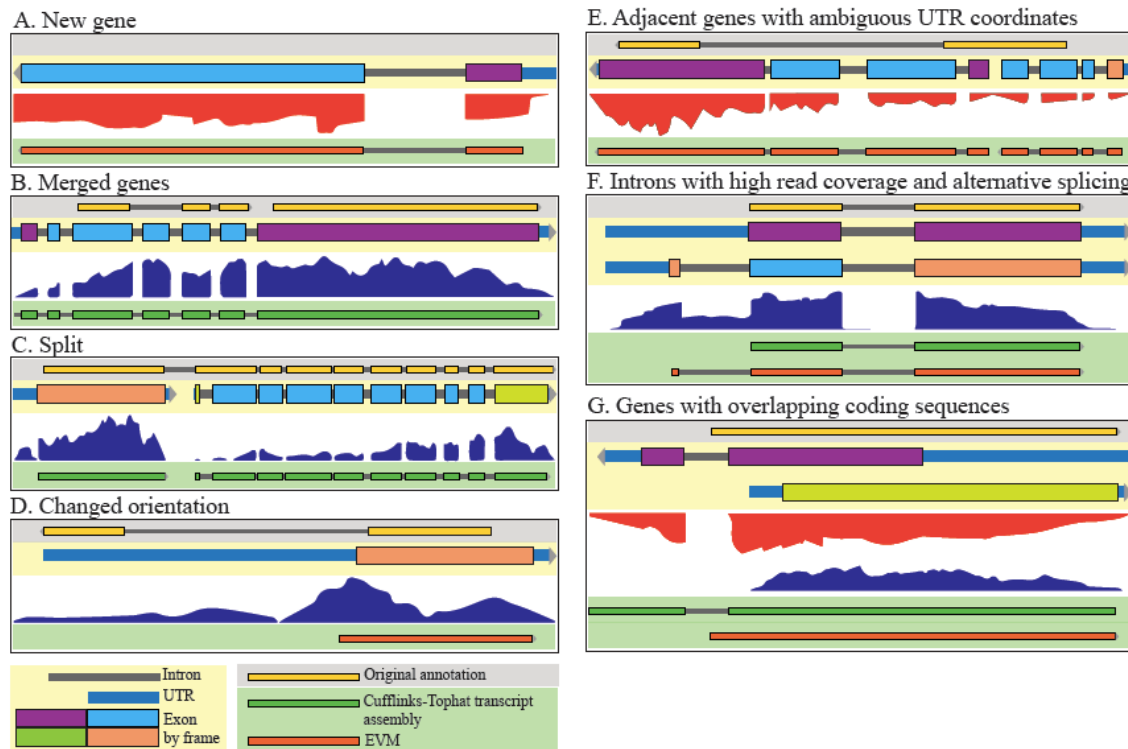 A. New gene
B. Merged genes
C. Split
D. Changed orientation
Intron
UTR
Exon
by frame
Original annotation
Cufflinks-Tophat transcript
assembly
EVM
E. Adjacent genes with ambiguous UTR coordinates
F. Introns with high read coverage and alternative splicing
G. Genes with overlapping coding sequences